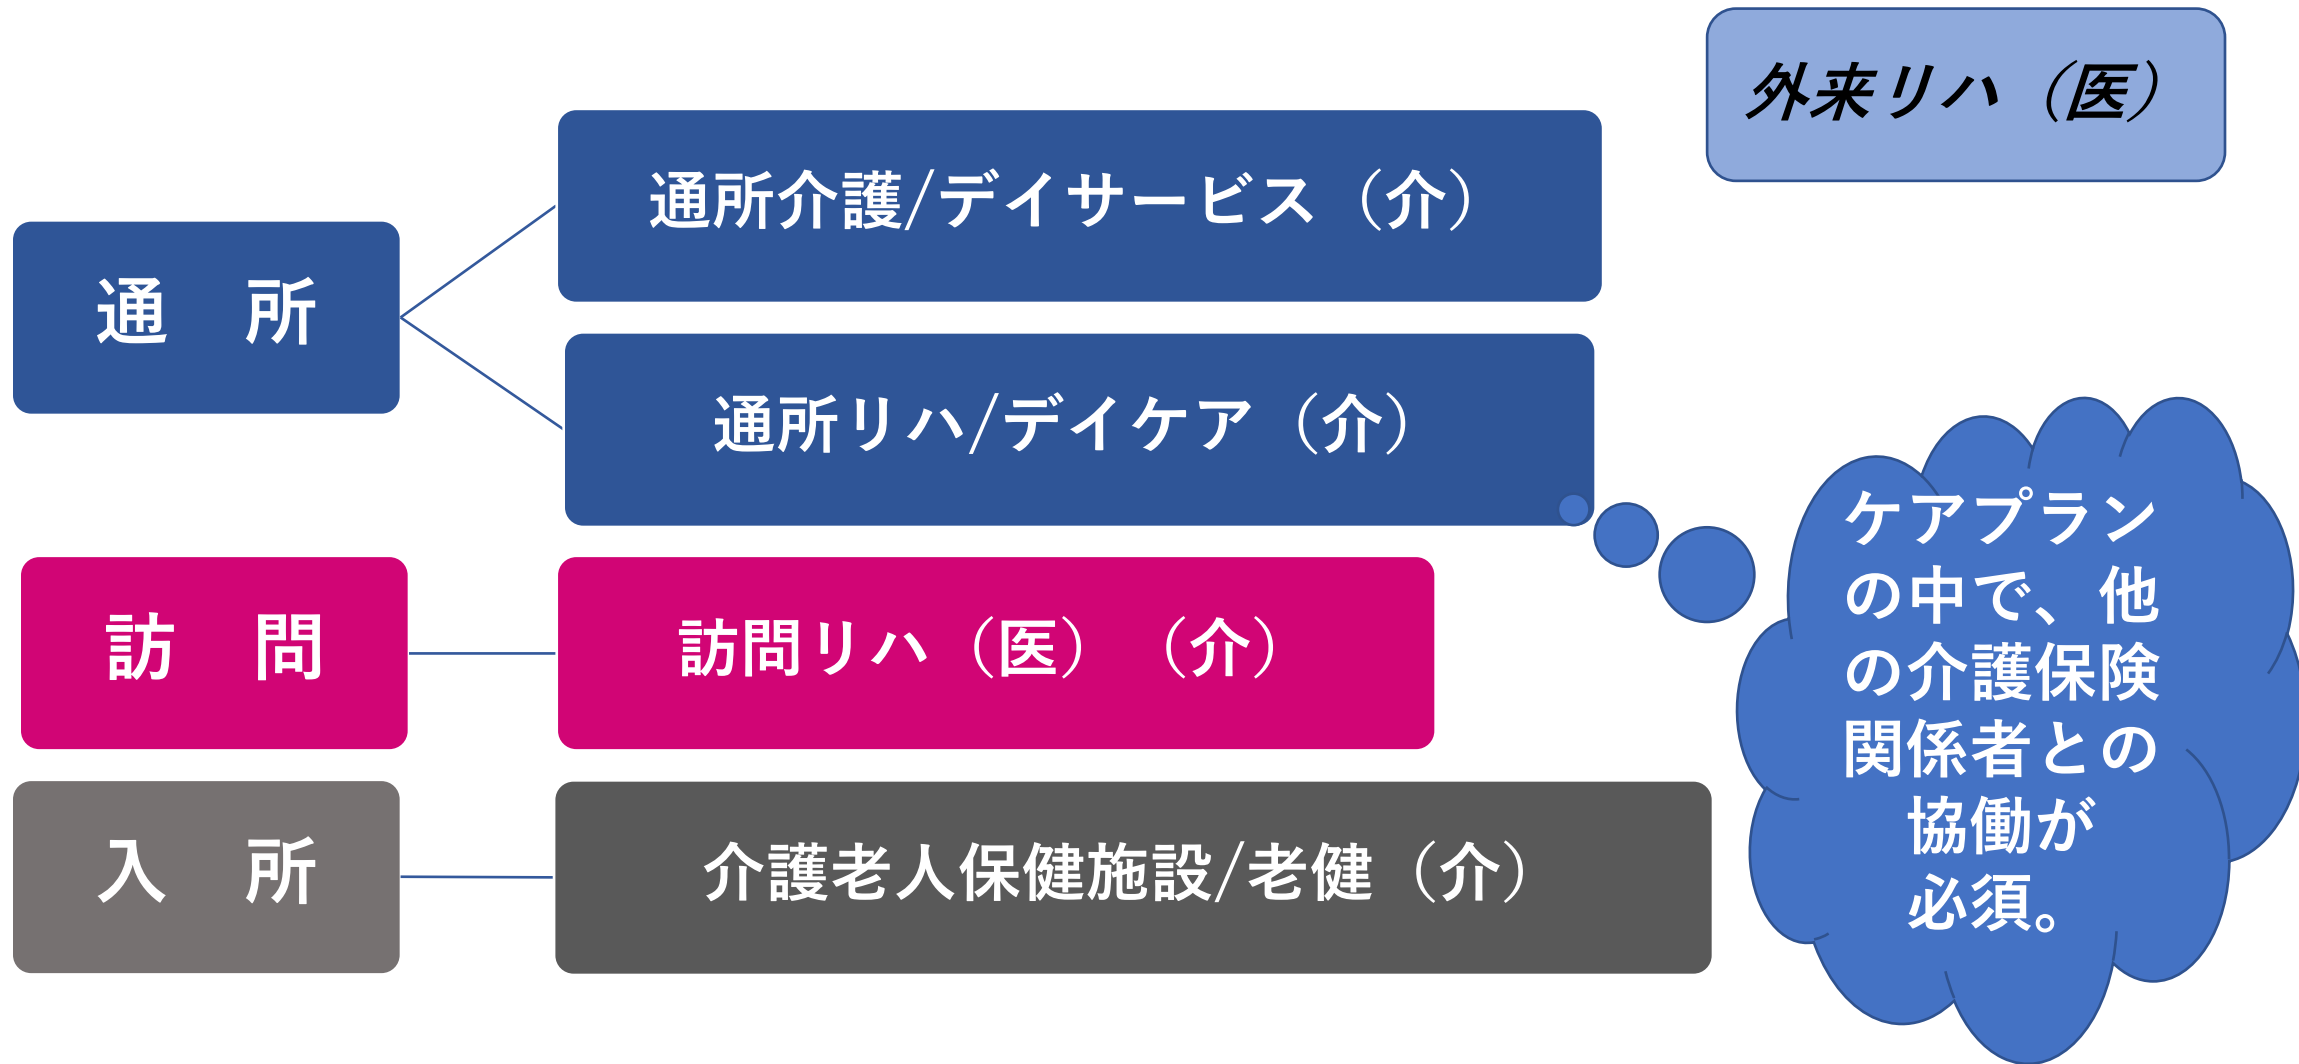 外来リハ（医）
通　所
通所介護/デイサービス（介）
通所リハ/デイケア（介）
訪　問
訪問リハ（医）（介）
入　所
介護老人保健施設/老健（介）
ケアプラン
の中で、他
の介護保険
関係者との
協働が
必須。